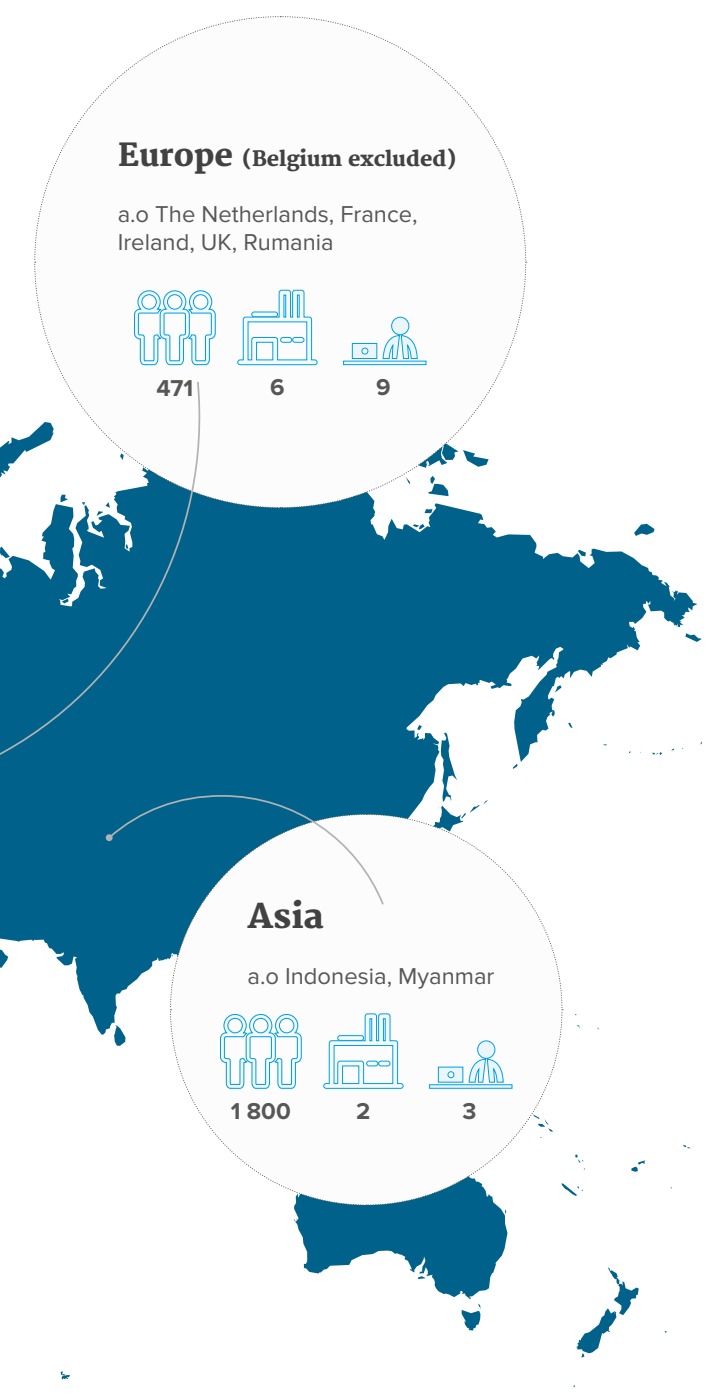 Europe (Belgium excluded)
a.o The Netherlands, France,
Ireland, UK, Rumania
471 6 9
Asia
a.o Indonesia, Myanmar
1 800 2 3